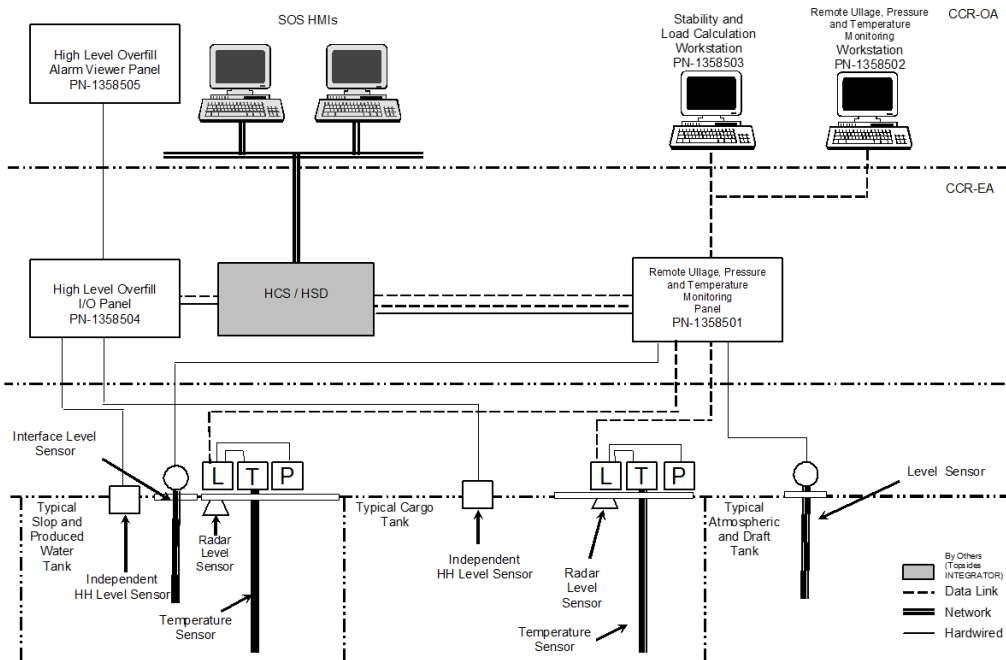 SOS HMIs
CCR-OA
High Level Overfill
Alarm Viewer Panel
PN-1358505
Stability and
Load Calculation
Workstation
PN-1358503
Remote Ullage, Pressure
and Temperature
Monitoring
Workstation
PN-1358502
CCR-EA
High Level Overfill
I/O Panel
PN-1358504
HCS / HSD
Remote Ullage, Pressure
and Temperature
Monitoring
Panel
PN-1358501
Interface Level
Sensor
L T P
L T P
Level Sensor
Typical
Slop and
Produced
Water
Tank
Radar
Level
Sensor
Independent
HH Level Sensor
Temperature
Sensor
Typical Cargo
Tank
Independent
HH Level Sensor
Radar
Level
Sensor
Temperature
Sensor
Typical
Atmospheric
and Draft
Tank
By Others
(Topsides
INTEGRATOR)
Data Link
Network
Hardwired